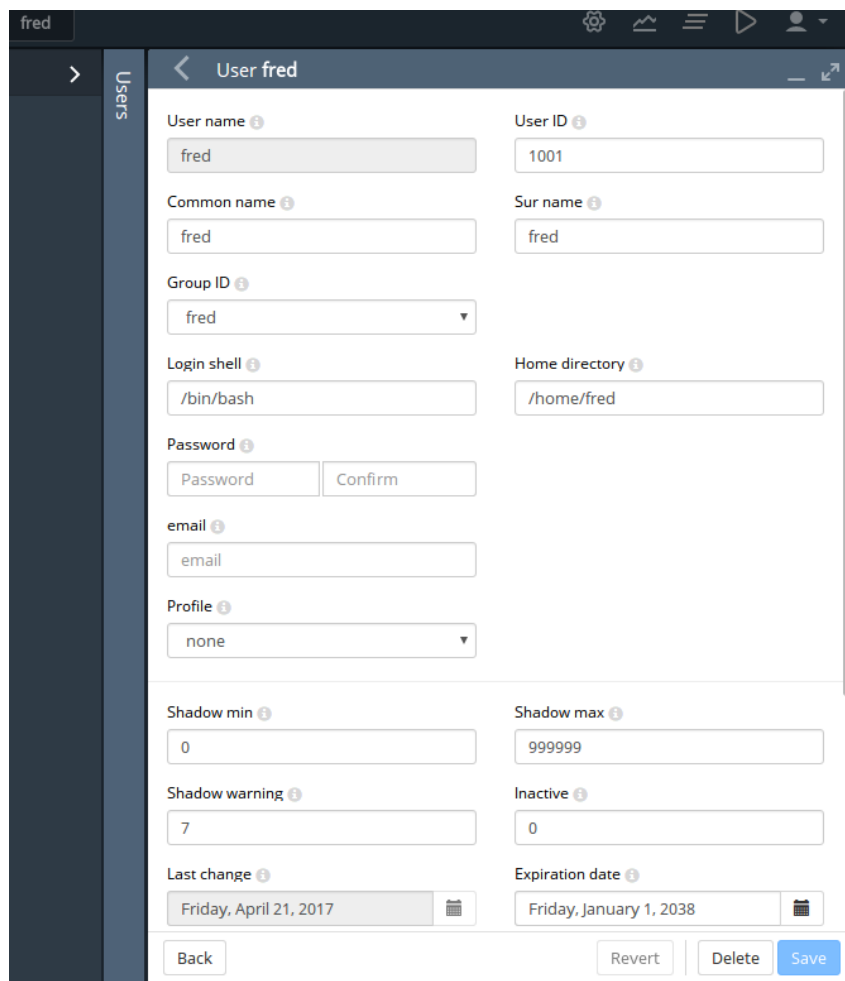 fred
Users
User fred
User name
User ID
fred
1001
Common name
Sur name
fred
fred
Group ID
fred
Login shell
Home directory
/bin/bash
/home/fred
Password
Password
Confirm
email
email
Profile
none
Shadow min
Shadow max
0
999999
Shadow warning
Inactive
7
0
Last change
Expiration date
Friday, April 21, 2017
Friday, January 1, 2038
Back
Revert
Delete
Save